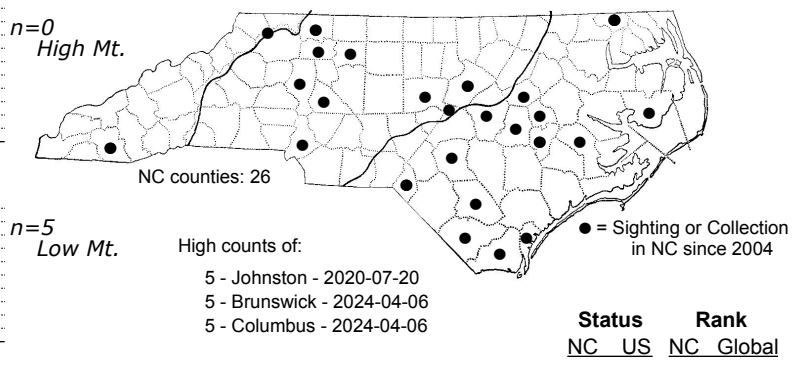 n=0
High Mt.
NC counties: 26
n=5
Low Mt.
High counts of:
5 - Johnston - 2020-07-20
5 - Brunswick - 2024-04-06
5 - Columbus - 2024-04-06
● = Sighting or Collection
in NC since 2004
Status Rank
NC US NC Global